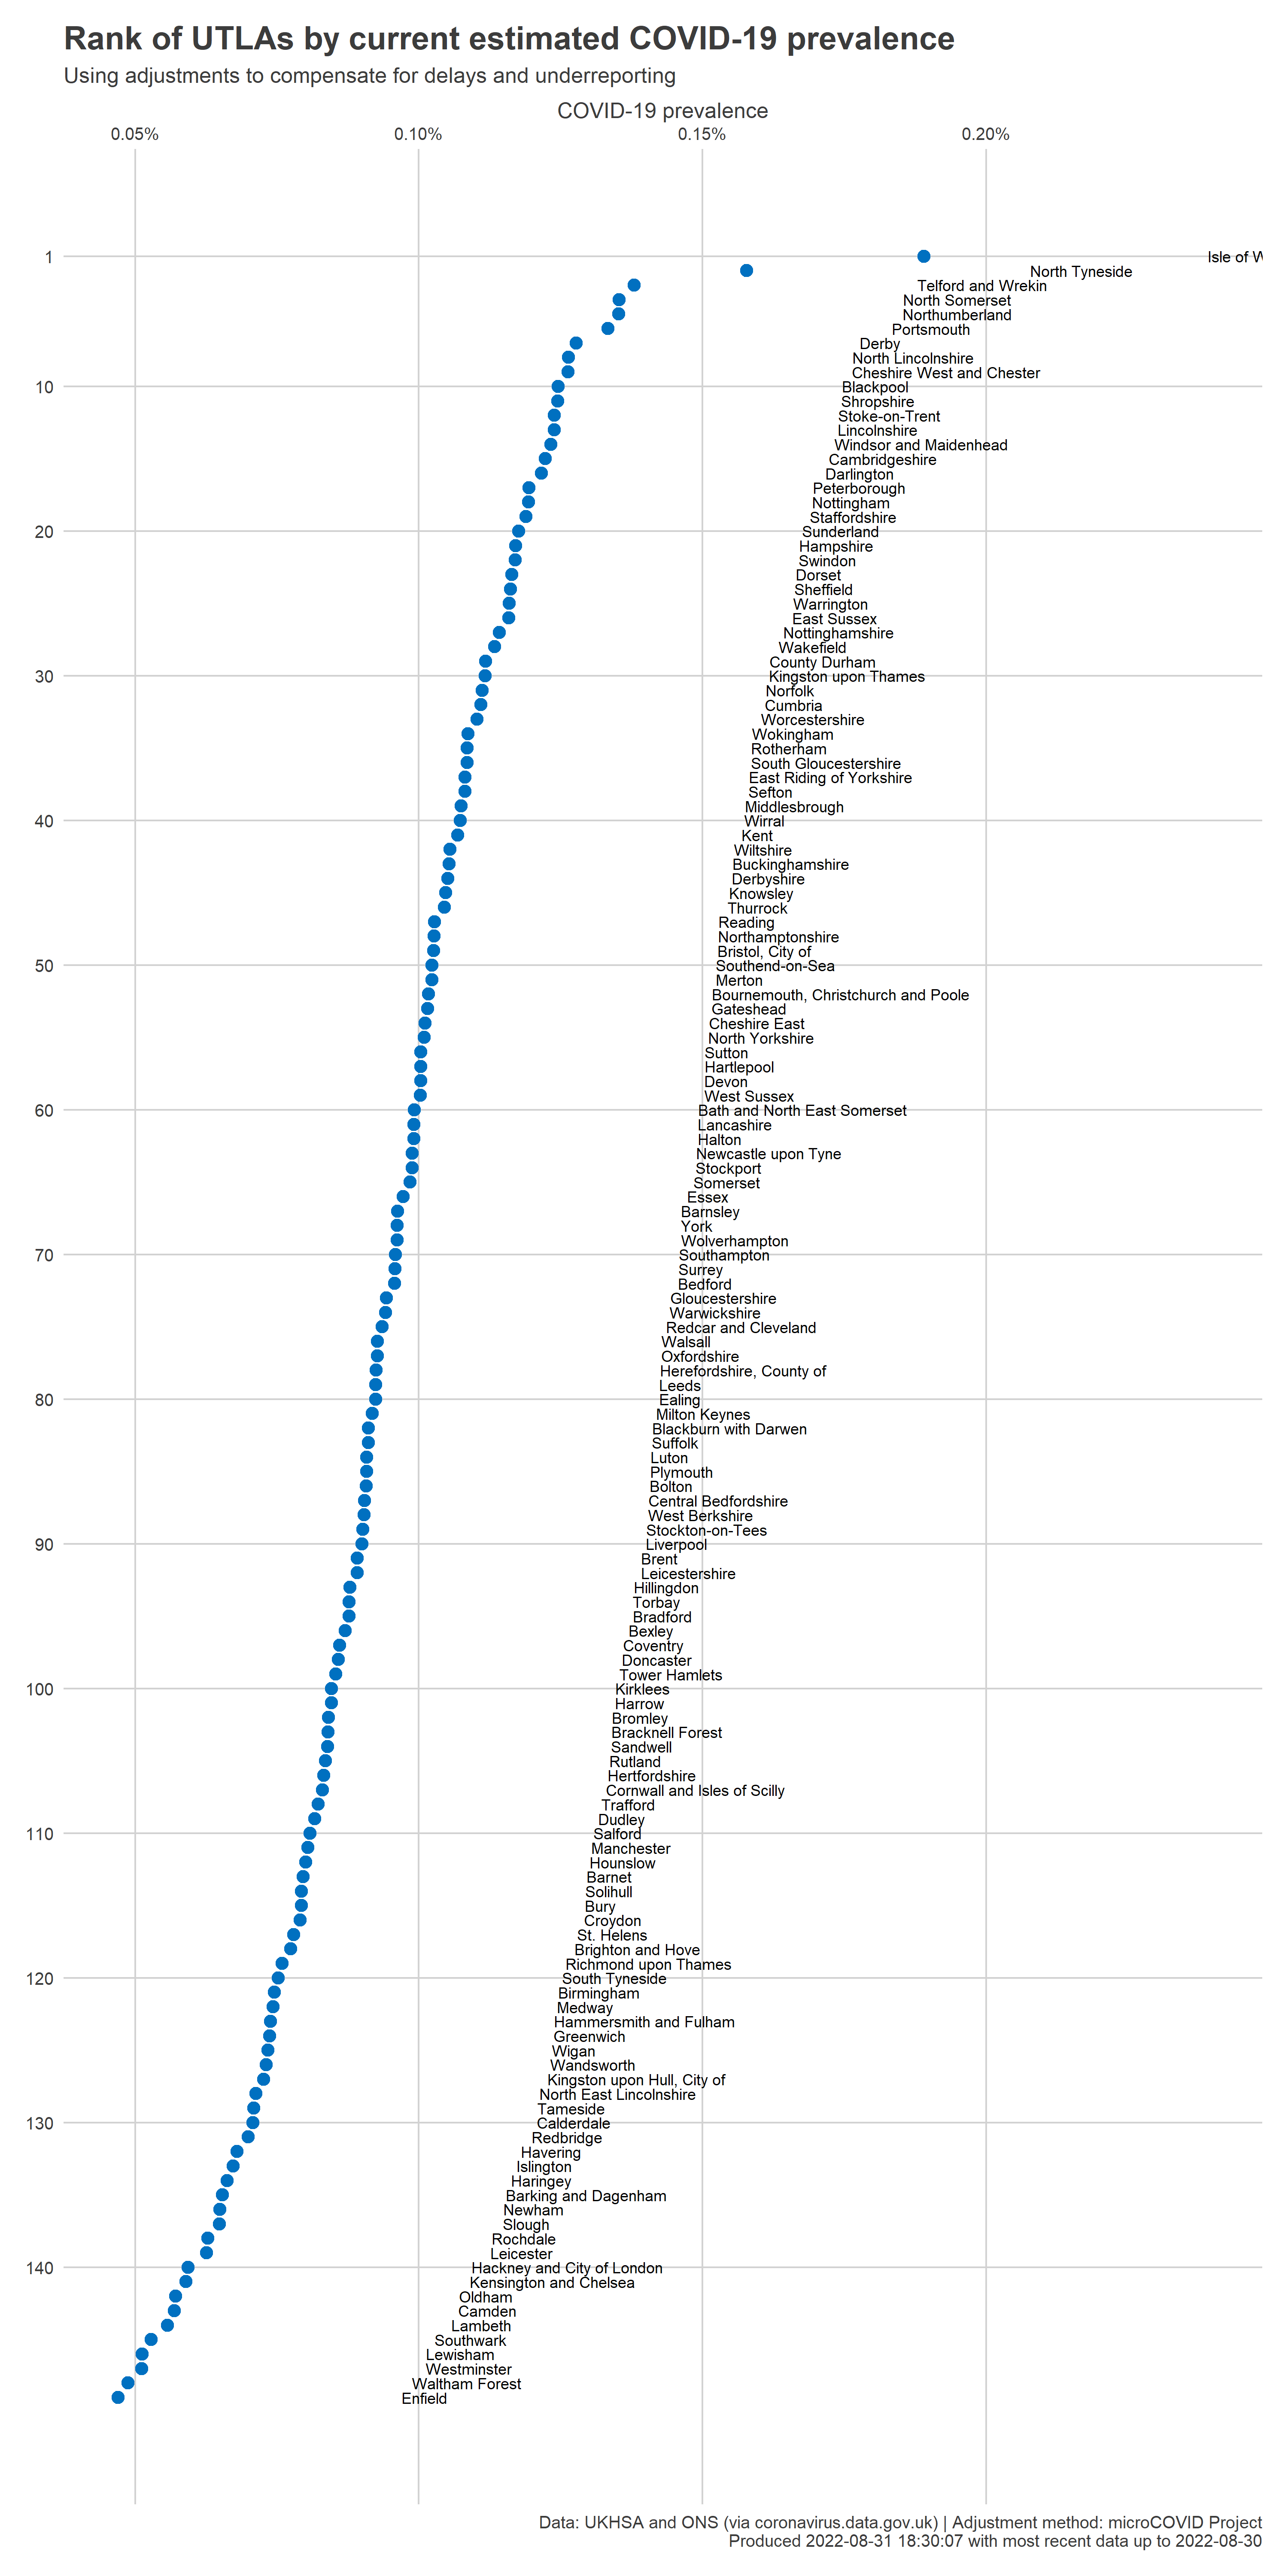 Rank of UTLAs by current estimated COVID-19 prevalence
Using adjustments to compensate for delays and underreporting
COVID-19 prevalence
0.05% 0.10% 0.15% 0.20%
1 Isle of W
North Tyneside
Telford and Wrekin
North Somerset
Northumberland
Portsmouth
Derby
North Lincolnshire
Cheshire West and Chester
10 Blackpool
Shropshire
Stoke-on-Trent
Lincolnshire
Windsor and Maidenhead
Cambridgeshire
Darlington
Peterborough
Nottingham
Staffordshire
20 Sunderland
Hampshire
Swindon
Dorset
Sheffield
Warrington
East Sussex
Nottinghamshire
Wakefield
County Durham
30 Kingston upon Thames
Norfolk
Cumbria
Worcestershire
Wokingham
Rotherham
South Gloucestershire
East Riding of Yorkshire
Sefton
Middlesbrough
40 Wirral
Kent
Wiltshire
Buckinghamshire
Derbyshire
Knowsley
Thurrock
Reading
Northamptonshire
Bristol, City of
50 Southend-on-Sea
Merton
Bournemouth, Christchurch and Poole
Gateshead
Cheshire East
North Yorkshire
Sutton
Hartlepool
Devon
West Sussex
60 Bath and North East Somerset
Lancashire
Halton
Newcastle upon Tyne
Stockport
Somerset
Essex
Barnsley
York
Wolverhampton
70 Southampton
Surrey
Bedford
Gloucestershire
Warwickshire
Redcar and Cleveland
Walsall
Oxfordshire
Herefordshire, County of
Leeds
80 Ealing
Milton Keynes
Blackburn with Darwen
Suffolk
Luton
Plymouth
Bolton
Central Bedfordshire
West Berkshire
Stockton-on-Tees
90 Liverpool
Brent
Leicestershire
Hillingdon
Torbay
Bradford
Bexley
Coventry
Doncaster
Tower Hamlets
100 Kirklees
Harrow
Bromley
Bracknell Forest
Sandwell
Rutland
Hertfordshire
Cornwall and Isles of Scilly
Trafford
Dudley
110 Salford
Manchester
Hounslow
Barnet
Solihull
Bury
Croydon
St. Helens
Brighton and Hove
Richmond upon Thames
120 South Tyneside
Birmingham
Medway
Hammersmith and Fulham
Greenwich
Wigan
Wandsworth
Kingston upon Hull, City of
North East Lincolnshire
Tameside
130 Calderdale
Redbridge
Havering
Islington
Haringey
Barking and Dagenham
Newham
Slough
Rochdale
Leicester
140 Hackney and City of London
Kensington and Chelsea
Oldham
Camden
Lambeth
Southwark
Lewisham
Westminster
Waltham Forest
Enfield
Data: UKHSA and ONS (via coronavirus.data.gov.uk) | Adjustment method: microCOVID Project
Produced 2022-08-31 18:30:07 with most recent data up to 2022-08-30